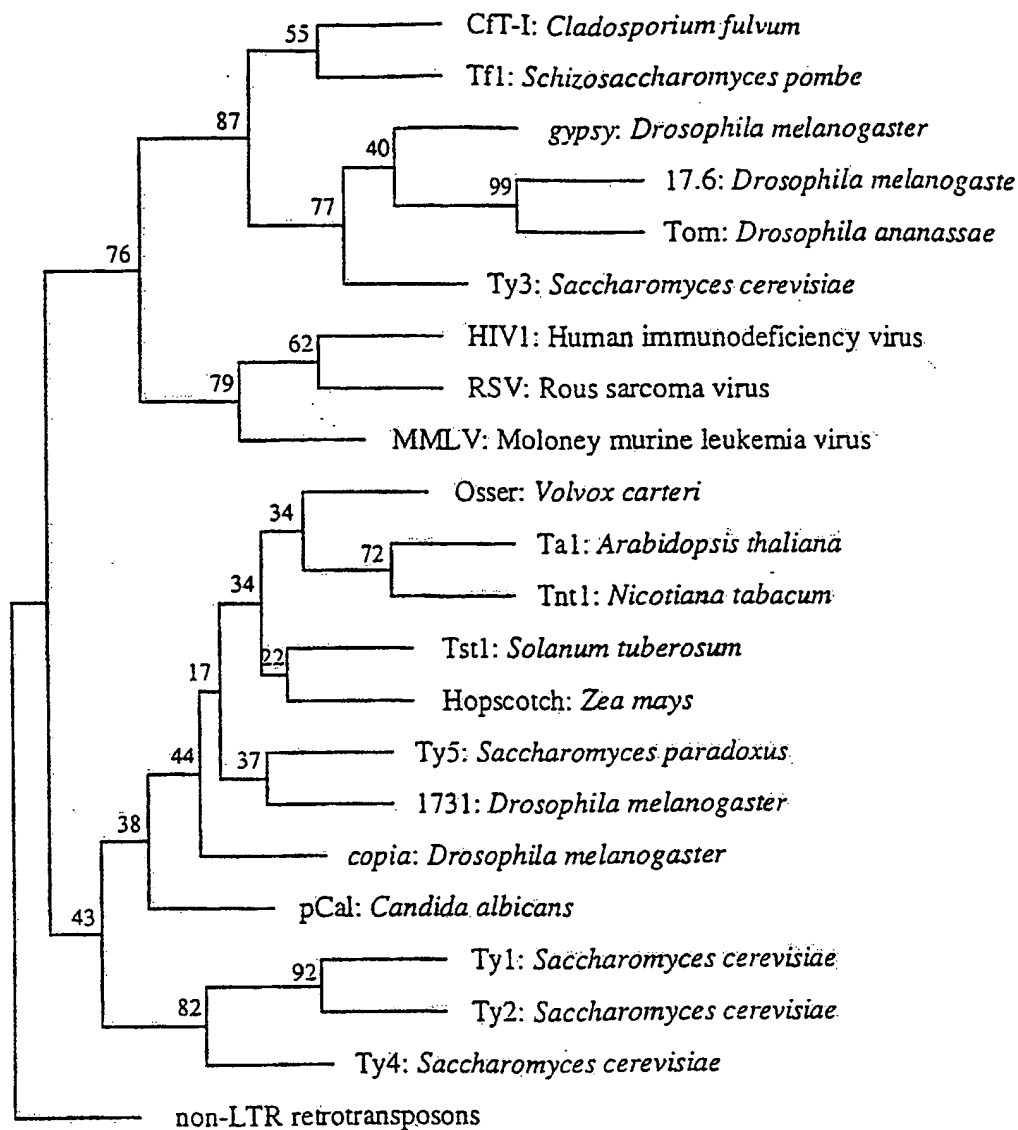 55
CfT-I: Cladosporium fulvum
Tf1: Schizosaccharomyces pombe
87
gypsy: Drosophila melanogaster
40
99
17.6: Drosophila melanogaste
77
Tom: Drosophila ananassae
76
Ty3: Saccharomyces cerevisiae
62
HIV1: Human immunodeficiency virus
79
RSV: Rous sarcoma virus
MMLV: Moloney murine leukemia virus
34
Osser: Volvox carteri
72
Ta1: Arabidopsis thaliana
34
Tnt1: Nicotiana tabacum
22
Tst1: Solanum tuberosum
17
Hopscotch: Zea mays
44
37
Ty5: Saccharomyces paradoxus
38
1731: Drosophila melanogaster
copia: Drosophila melanogaster
43
pCal: Candida albicans
92
Ty1: Saccharomyces cerevisiae
82
Ty2: Saccharomyces cerevisiae
Ty4: Saccharomyces cerevisiae
non-LTR retrotransposons